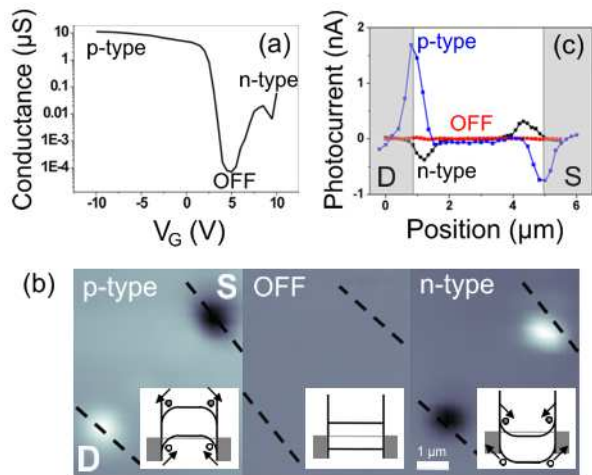 (a)
Conductance (µS)
10
1
0.1
0.01
1E-3
1E-4
p-type
n-type
OFF
-10
-5
0
5
10
V_G (V)
(c)
Photocurrent (nA)
2
1
0
-1
p-type
OFF
n-type
D
S
0
2
4
6
Position (µm)
(b)
p-type
S
D
OFF
n-type
1 µm